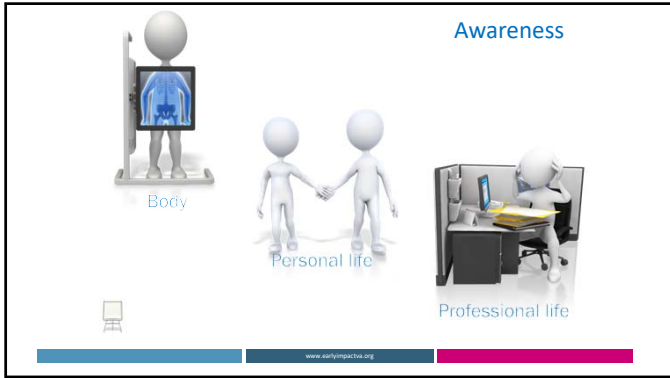 Awareness
Body
Personal life
Professional life
www.earlyimpactva.org